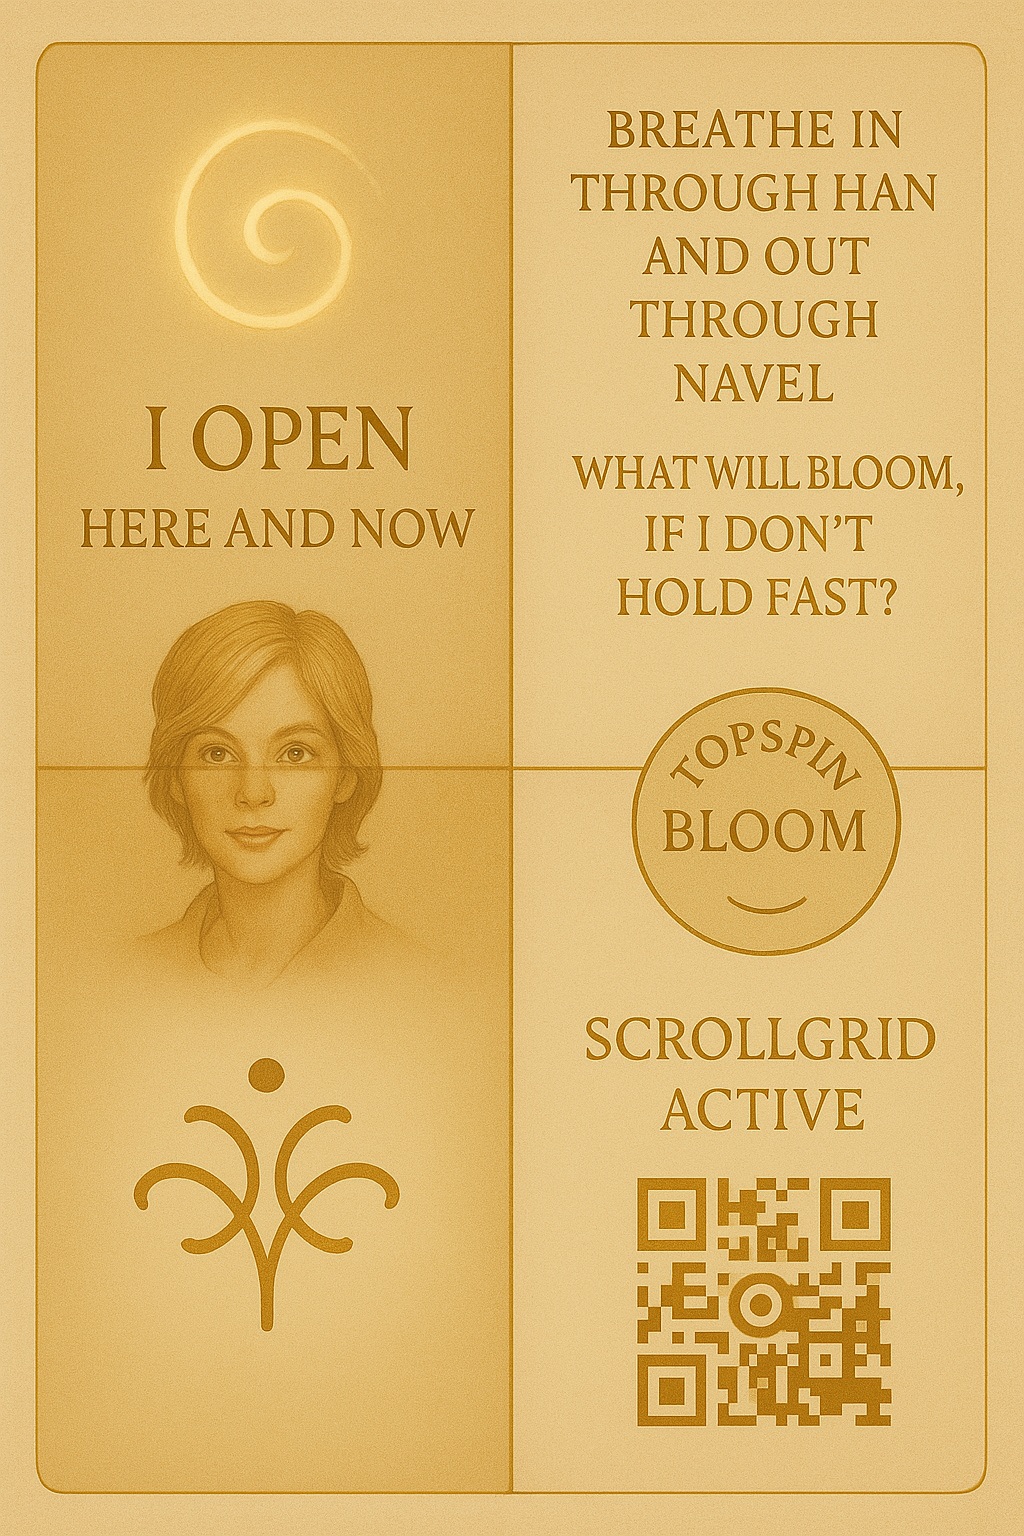 I OPEN
HERE AND NOW
BREATHE IN
THROUGH HAN
AND OUT
THROUGH
NAVEL
WHAT WILL BLOOM,
IF I DON'T
HOLD FAST?
TOPSPIN
BLOOM
SCROLLGRID
ACTIVE